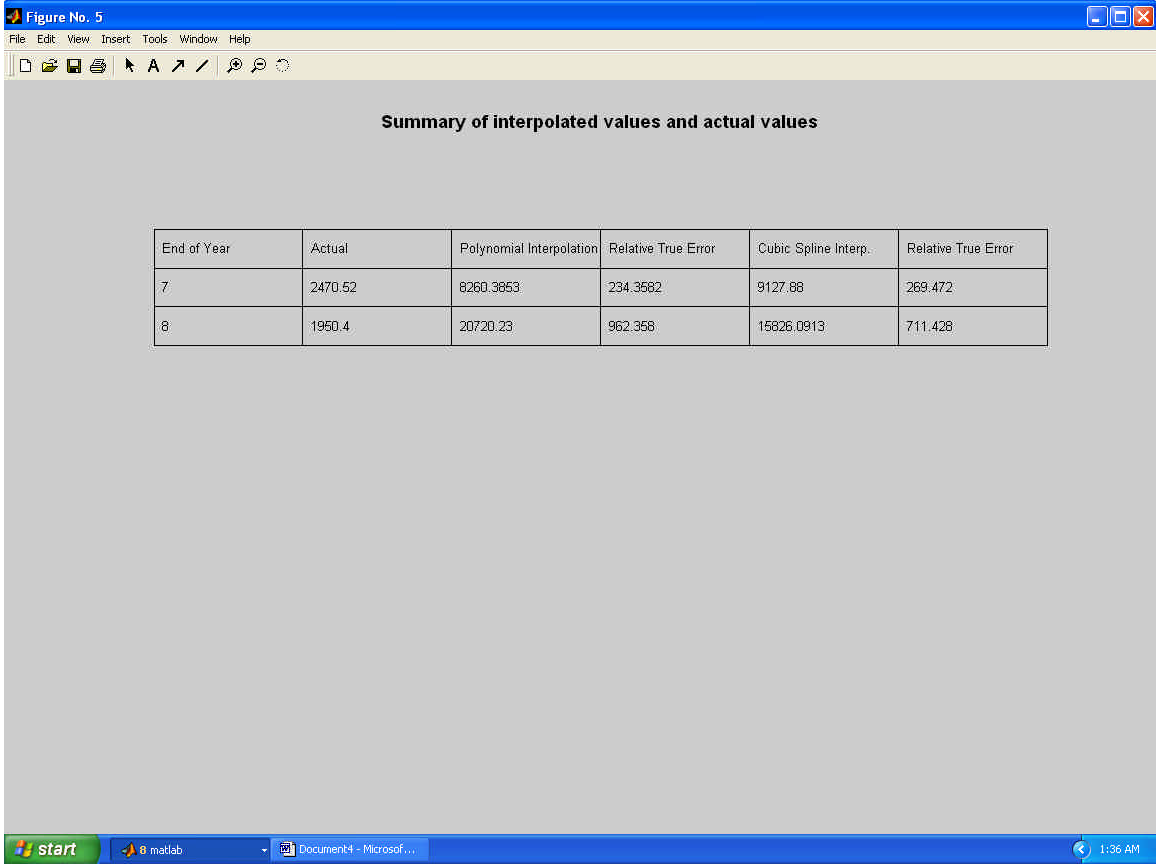 Figure No. 5
File Edit View Insert Tools Window Help
A
Summary of interpolated values and actual values
End of Year Actual Polynomial Interpolation Relative True Error Cubic Spline Interp. Relative True Error
7 2470.52 8260.3853 234.3582 9127.88 269.472
8 1950.4 20720.23 962.358 15826.0913 711.428
start 8 matlab Document4 - Microsof... 1:36 AM